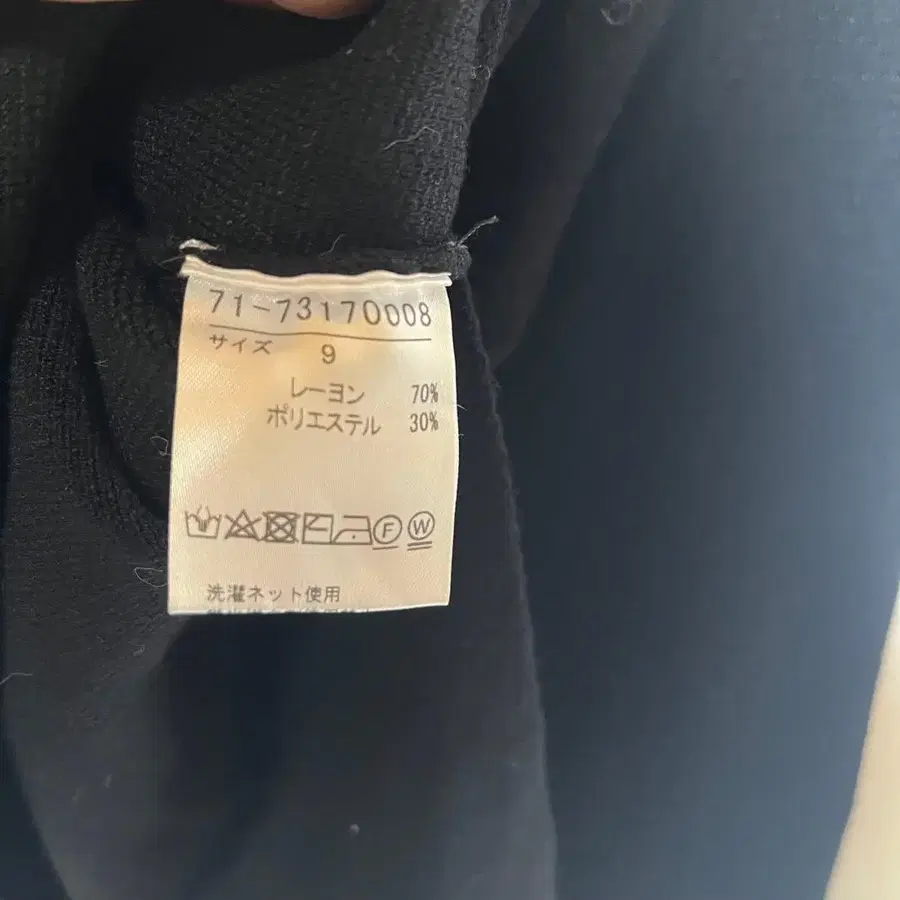 71-73170008
サイズ 9
レーヨン 70%
ポリエステル 30%
F W
洗濯ネット使用